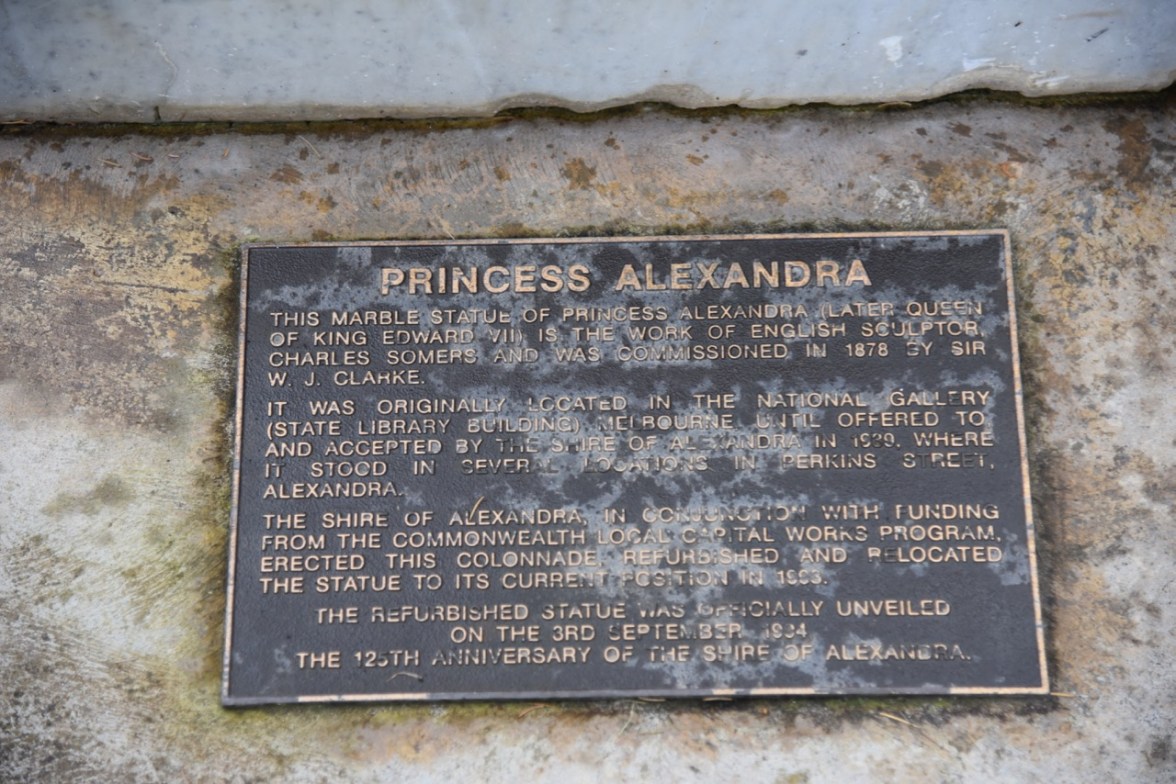 PRINCESS ALEXANDRA
THIS MARBLE STATUE OF PRINCESS ALEXANDRA (LATER QUEEN
OF KING EDWARD VII) IS THE WORK OF ENGLISH SCULPTOR,
CHARLES SOMERS AND WAS COMMISSIONED IN 1878 BY SIR
W. J. CLARKE.
IT WAS ORIGINALLY LOCATED IN THE NATIONAL GALLERY
(STATE LIBRARY BUILDING) MELBOURNE UNTIL OFFERED TO
AND ACCEPTED BY THE SHIRE OF ALEXANDRA IN 1939, WHERE
IT STOOD IN SEVERAL LOCATIONS IN PERKINS STREET,
ALEXANDRA.
THE SHIRE OF ALEXANDRA, IN CONJUNCTION WITH FUNDING
FROM THE COMMONWEALTH LOCAL CAPITAL WORKS PROGRAM,
ERECTED THIS COLONNADE, REFURBISHED AND RELOCATED
THE STATUE TO ITS CURRENT POSITION IN 1993.
THE REFURBISHED STATUE WAS OFFICIALLY UNVEILED
ON THE 3RD SEPTEMBER, 1994
THE 125TH ANNIVERSARY OF THE SHIRE OF ALEXANDRA.